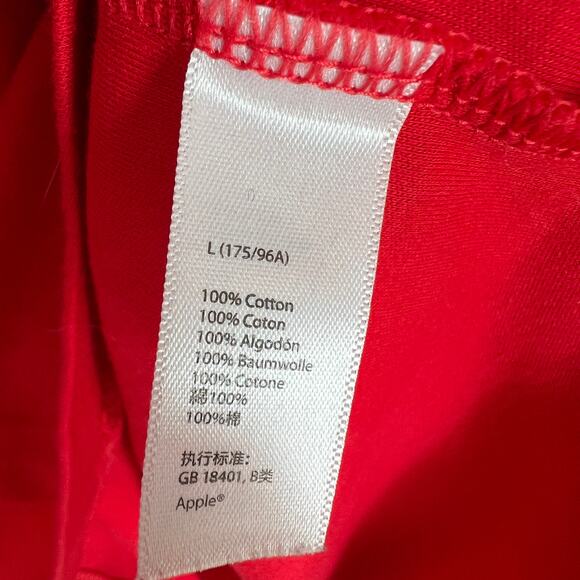 L (175/96A)
100% Cotton
100% Coton
100% Algodón
100% Baumwolle
100% Cotone
綿100%
100%棉
执行标准:
GB 18401, B类
Apple®